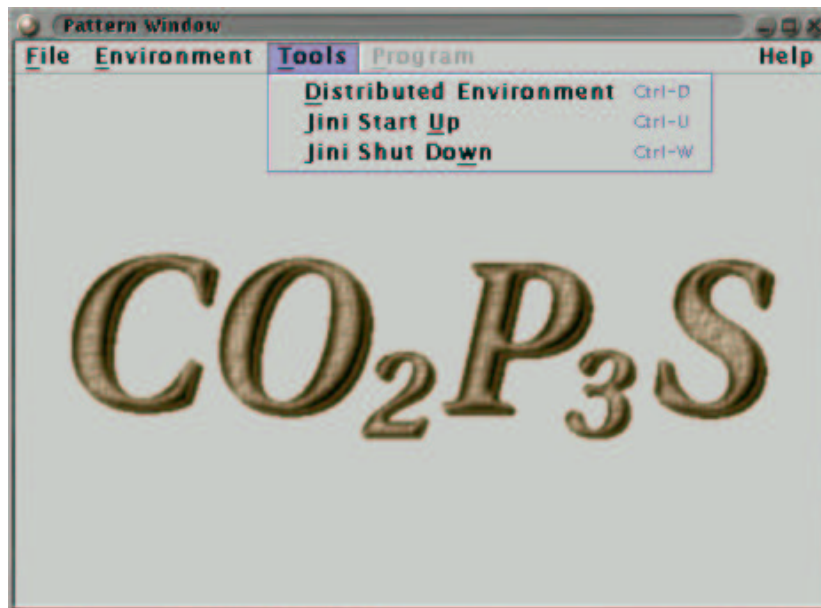 Pattern Window
File Environment Tools Program Help
Distributed Environment Ctrl-D
Jini Start Up Ctrl-U
Jini Shut Down Ctrl-W
CO₂P₃S